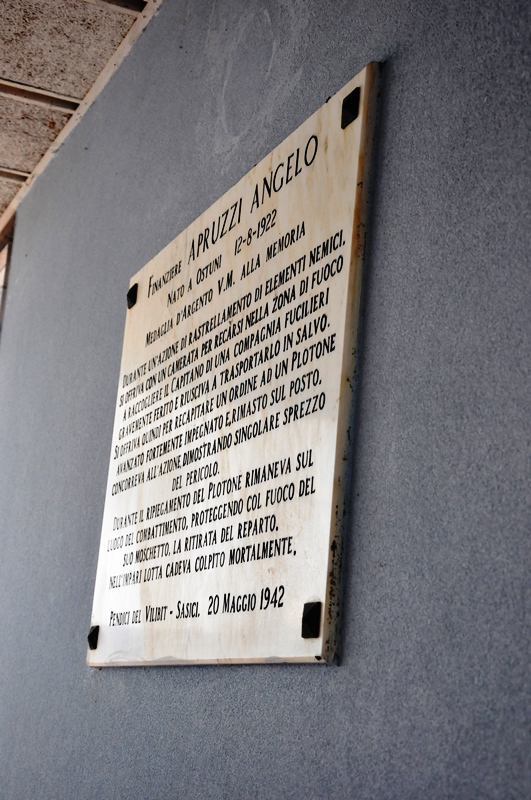 FINANZIERE APRUZZI ANGELO
NATO A OSTUNI 12-8-1922
MEDAGLIA D'ARGENTO V.M. ALLA MEMORIA
DURANTE UN'AZIONE DI RASTRELLAMENTO DI ELEMENTI NEMICI,
SI OFFRIVA CON UN CAMERATA PER RECARSI NELLA ZONA DI FUOCO
A RACCOGLIERE IL CAPITANO DI UNA COMPAGNIA FUCILIERI
GRAVEMENTE FERITO E RIUSCIVA A TRASPORTARLO IN SALVO.
SI OFFRIVA QUINDI PER RECAPITARE UN ORDINE AD UN PLOTONE
AVANZATO FORTEMENTE IMPEGNATO E, RIMASTO SUL POSTO,
CONCORREVA ALL'AZIONE, DIMOSTRANDO SINGOLARE SPREZZO
DEL PERICOLO.
DURANTE IL RIPIEGAMENTO DEL PLOTONE RIMANEVA SUL
LUOGO DEL COMBATTIMENTO, PROTEGGENDO COL FUOCO DEL
SUO MOSCHETTO, LA RITIRATA DEL REPARTO.
NELL'IMPARI LOTTA CADEVA COLPITO MORTALMENTE.
PENDICI DEL VILIBIT - SASICI. 20 MAGGIO 1942